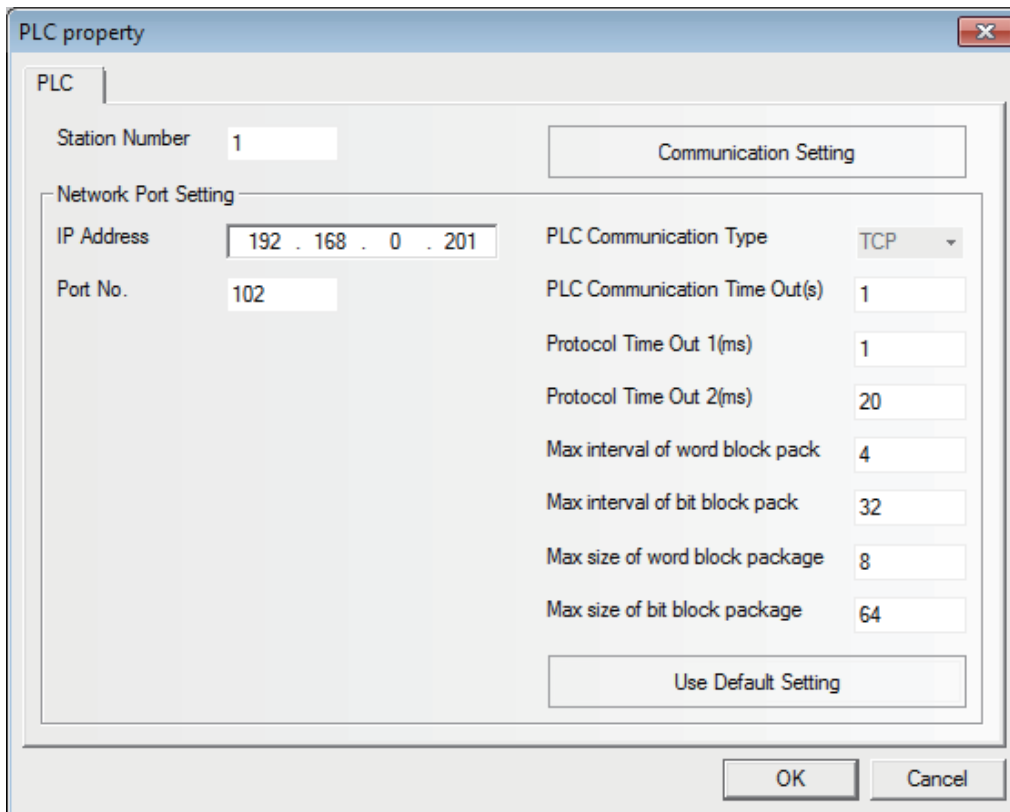 PLC property
PLC
Station Number 1 Communication Setting
Network Port Setting
IP Address 192 . 168 . 0 . 201 PLC Communication Type TCP
Port No. 102 PLC Communication Time Out(s) 1
Protocol Time Out 1(ms) 1
Protocol Time Out 2(ms) 20
Max interval of word block pack 4
Max interval of bit block pack 32
Max size of word block package 8
Max size of bit block package 64
Use Default Setting
OK Cancel